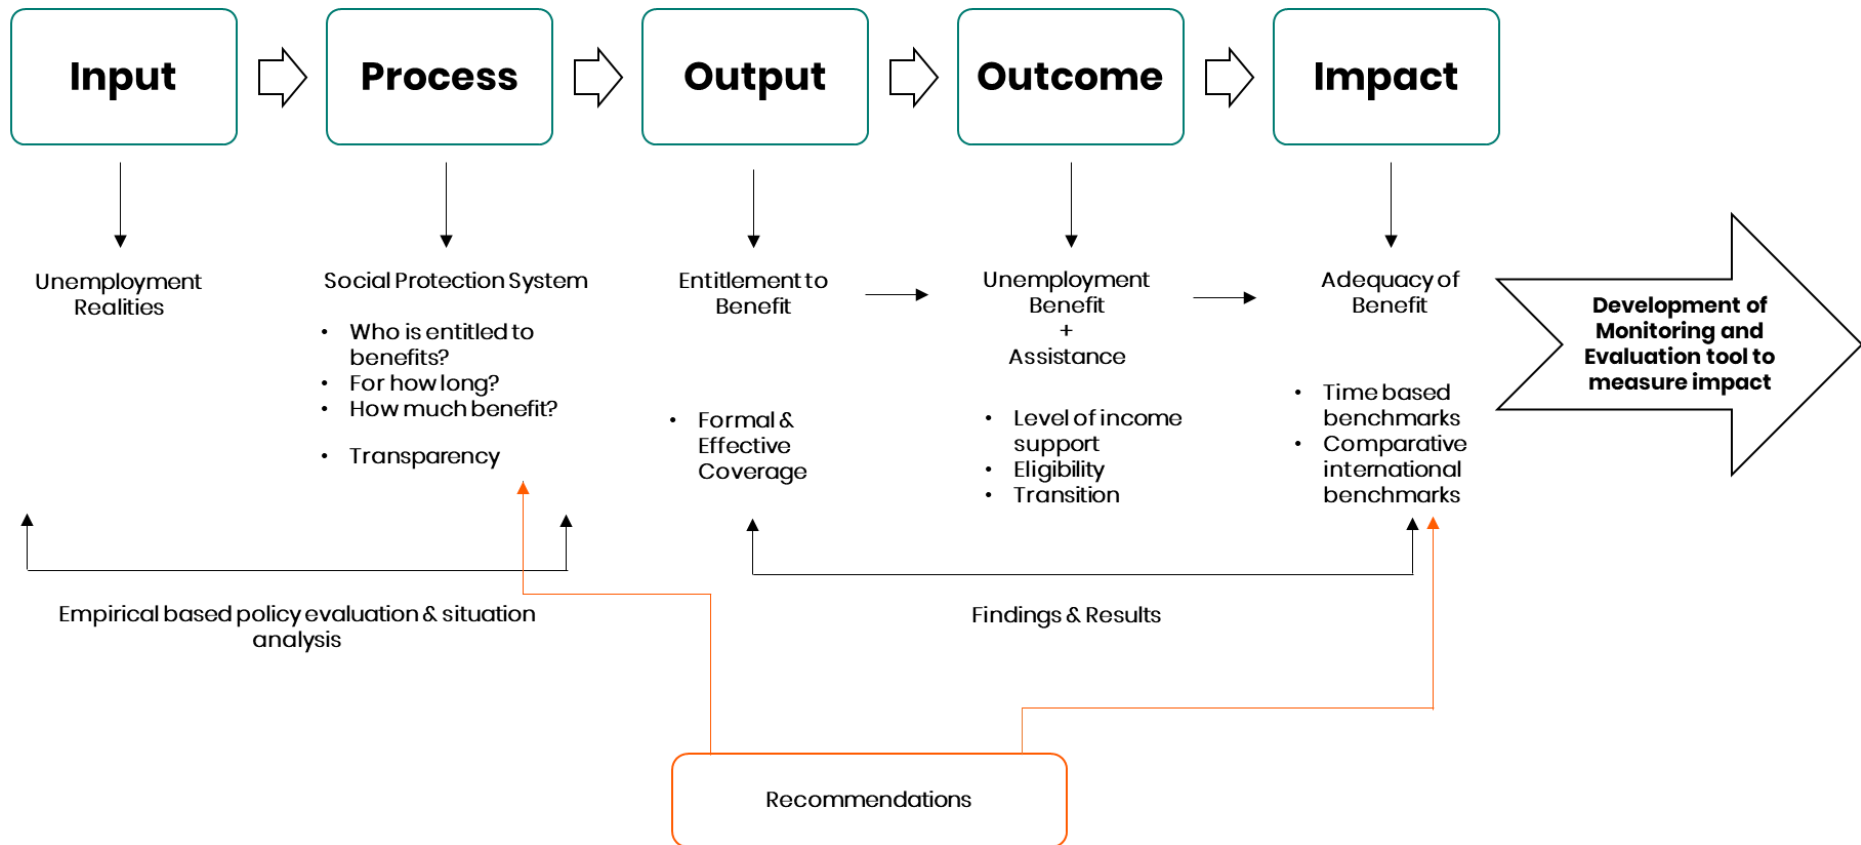 Input
Process
Output
Outcome
Impact
Unemployment
Realities
Social Protection System
• Who is entitled to
benefits?
• For how long?
• How much benefit?
• Transparency
Entitlement to
Benefit
• Formal &
Effective
Coverage
Unemployment
Benefit
+
Assistance
• Level of income
support
• Eligibility
• Transition
Adequacy of
Benefit
• Time based
benchmarks
• Comparative
international
benchmarks
Development of
Monitoring and
Evaluation tool to
measure impact
Empirical based policy evaluation & situation
analysis
Findings & Results
Recommendations